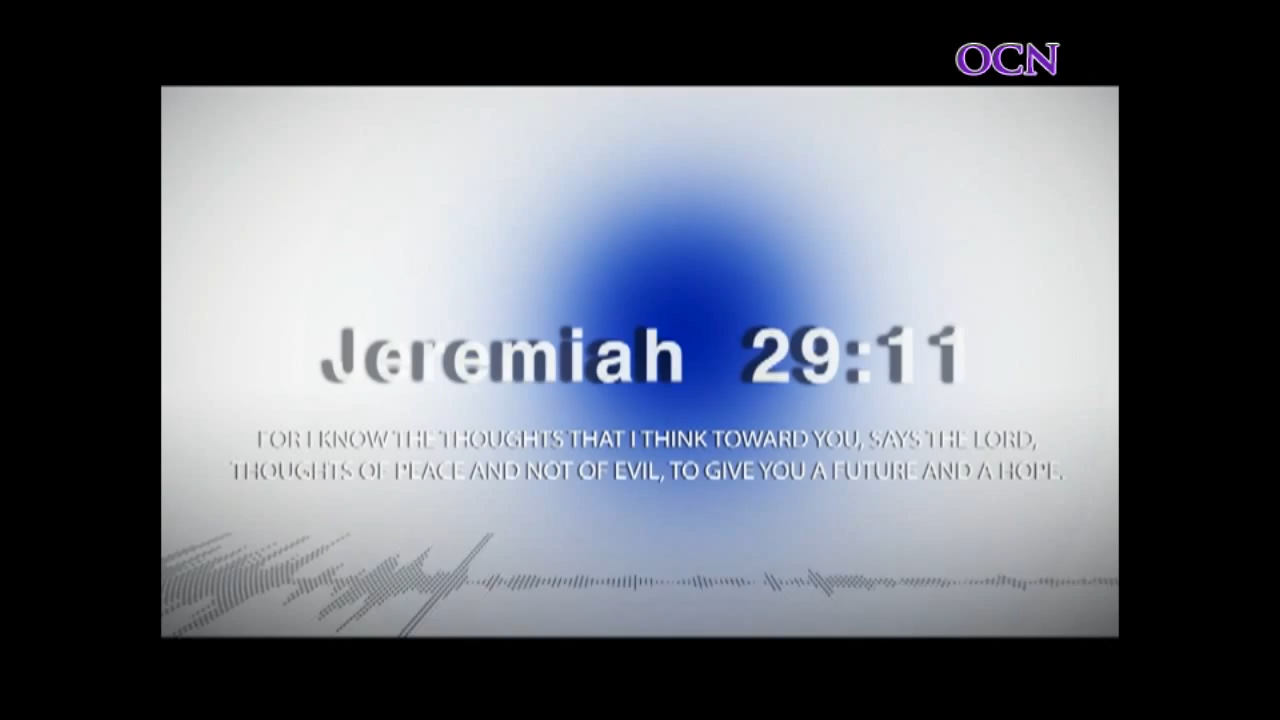 OCN
Jeremiah 29:11
FOR I KNOW THE THOUGHTS THAT I THINK TOWARD YOU, SAYS THE LORD,
THOUGHTS OF PEACE AND NOT OF EVIL, TO GIVE YOU A FUTURE AND A HOPE.